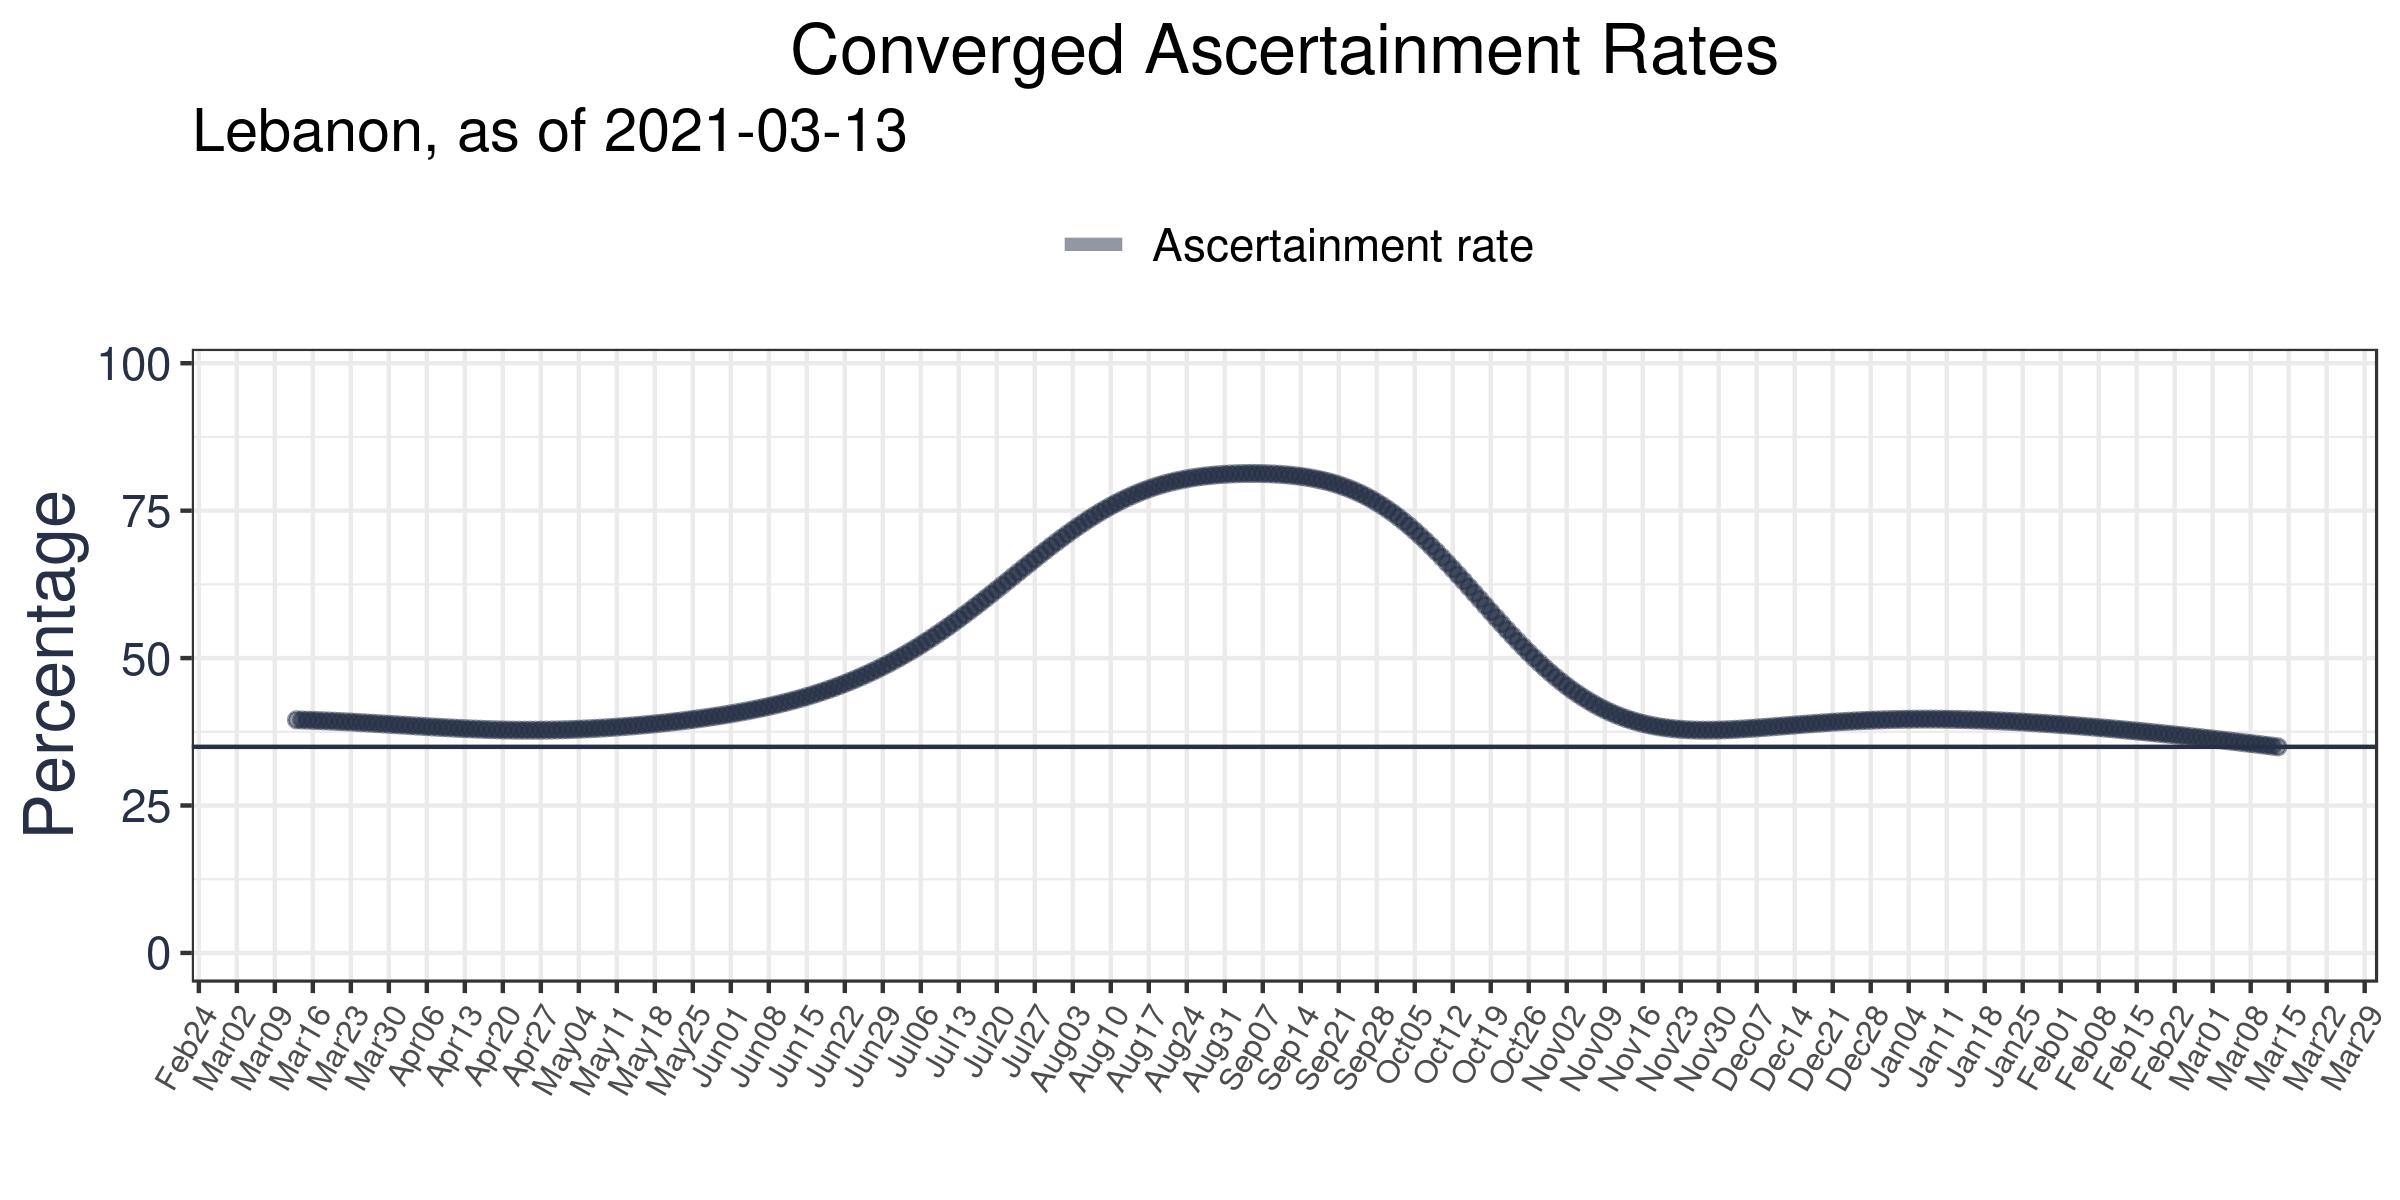 Converged Ascertainment Rates
Lebanon, as of 2021-03-13
Ascertainment rate
Percentage
100
75
50
25
0
Feb24 Mar02 Mar09 Mar16 Mar23 Mar30 Apr06 Apr13 Apr20 Apr27 May04 May11 May18 May25 Jun01 Jun08 Jun15 Jun22 Jun29 Jul06 Jul13 Jul20 Jul27 Aug03 Aug10 Aug17 Aug24 Aug31 Sep07 Sep14 Sep21 Sep28 Oct05 Oct12 Oct19 Oct26 Nov02 Nov09 Nov16 Nov23 Nov30 Dec07 Dec14 Dec21 Dec28 Jan04 Jan11 Jan18 Jan25 Feb01 Feb08 Feb15 Feb22 Mar01 Mar08 Mar15 Mar22 Mar29